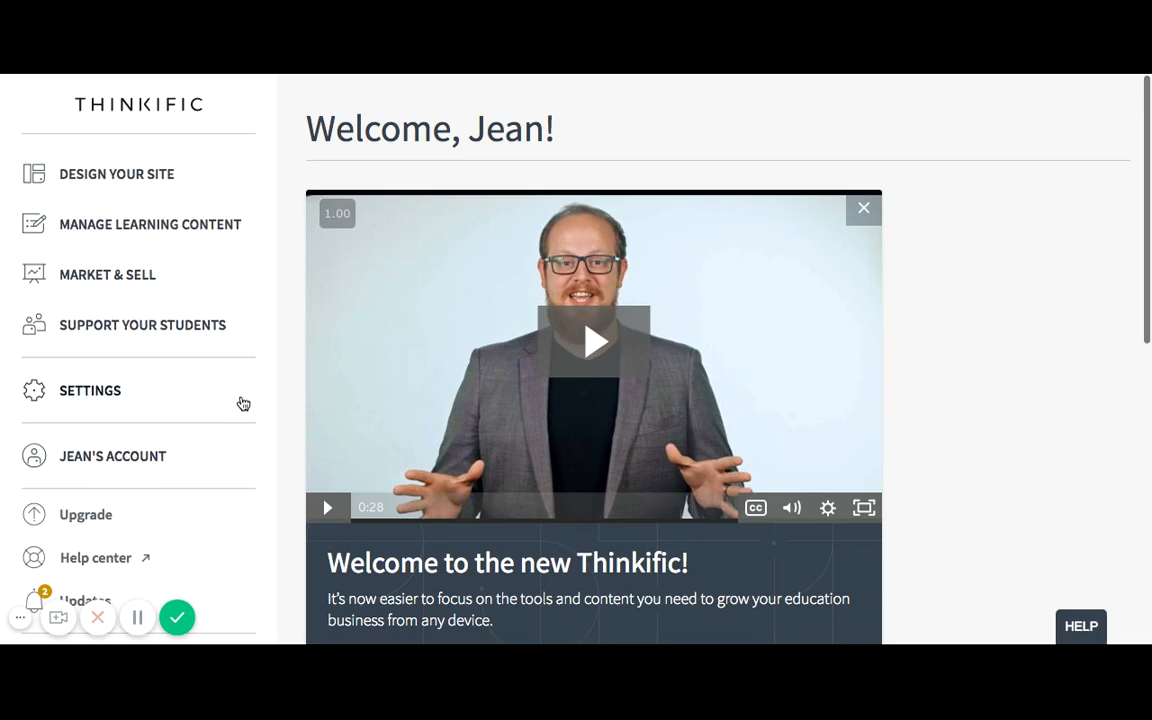 THINKIFIC
DESIGN YOUR SITE
MANAGE LEARNING CONTENT
MARKET & SELL
SUPPORT YOUR STUDENTS
SETTINGS
JEAN'S ACCOUNT
Upgrade
Help center
2
Updates
Welcome, Jean!
1.00
0:28
CC
Welcome to the new Thinkific!
It's now easier to focus on the tools and content you need to grow your education
business from any device.
HELP